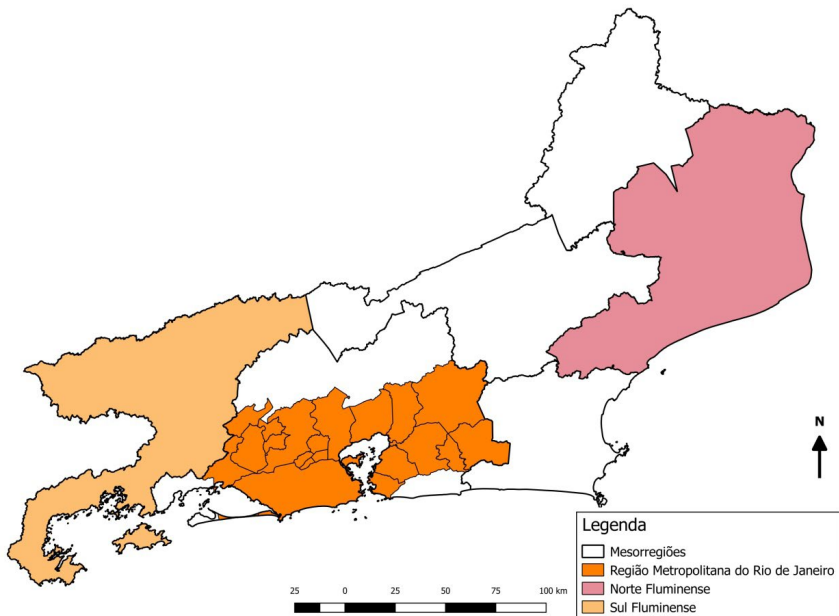 N
Legenda
Mesorregiões
Região Metropolitana do Rio de Janeiro
Norte Fluminense
Sul Fluminense
25 0 25 50 75 100 km